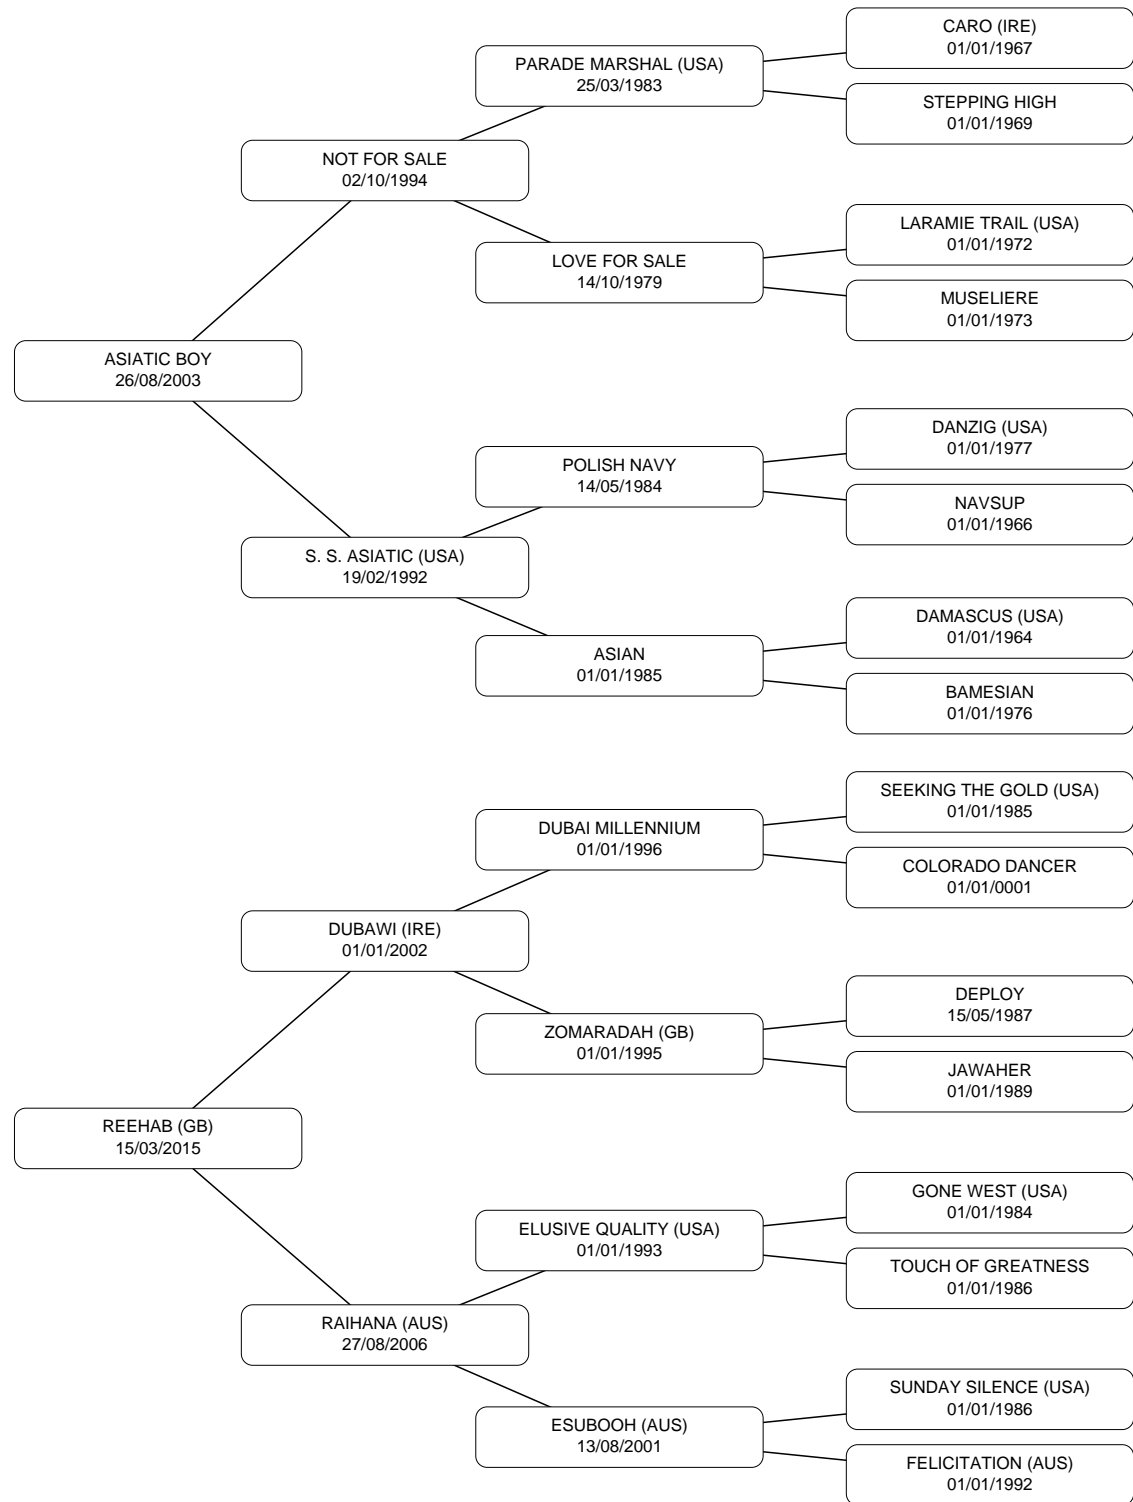 CARO (IRE)
01/01/1967
PARADE MARSHAL (USA)
25/03/1983
STEPPING HIGH
01/01/1969
NOT FOR SALE
02/10/1994
LARAMIE TRAIL (USA)
01/01/1972
LOVE FOR SALE
14/10/1979
MUSELIERE
01/01/1973
ASIATIC BOY
26/08/2003
DANZIG (USA)
01/01/1977
POLISH NAVY
14/05/1984
NAVSUP
01/01/1966
S. S. ASIATIC (USA)
19/02/1992
DAMASCUS (USA)
01/01/1964
ASIAN
01/01/1985
BAMESIAN
01/01/1976
SEEKING THE GOLD (USA)
01/01/1985
DUBAI MILLENNIUM
01/01/1996
COLORADO DANCER
01/01/0001
DUBAWI (IRE)
01/01/2002
DEPLOY
15/05/1987
ZOMARADAH (GB)
01/01/1995
JAWAHER
01/01/1989
REEHAB (GB)
15/03/2015
GONE WEST (USA)
01/01/1984
ELUSIVE QUALITY (USA)
01/01/1993
TOUCH OF GREATNESS
01/01/1986
RAIHANA (AUS)
27/08/2006
SUNDAY SILENCE (USA)
01/01/1986
ESUBOOH (AUS)
13/08/2001
FELICITATION (AUS)
01/01/1992